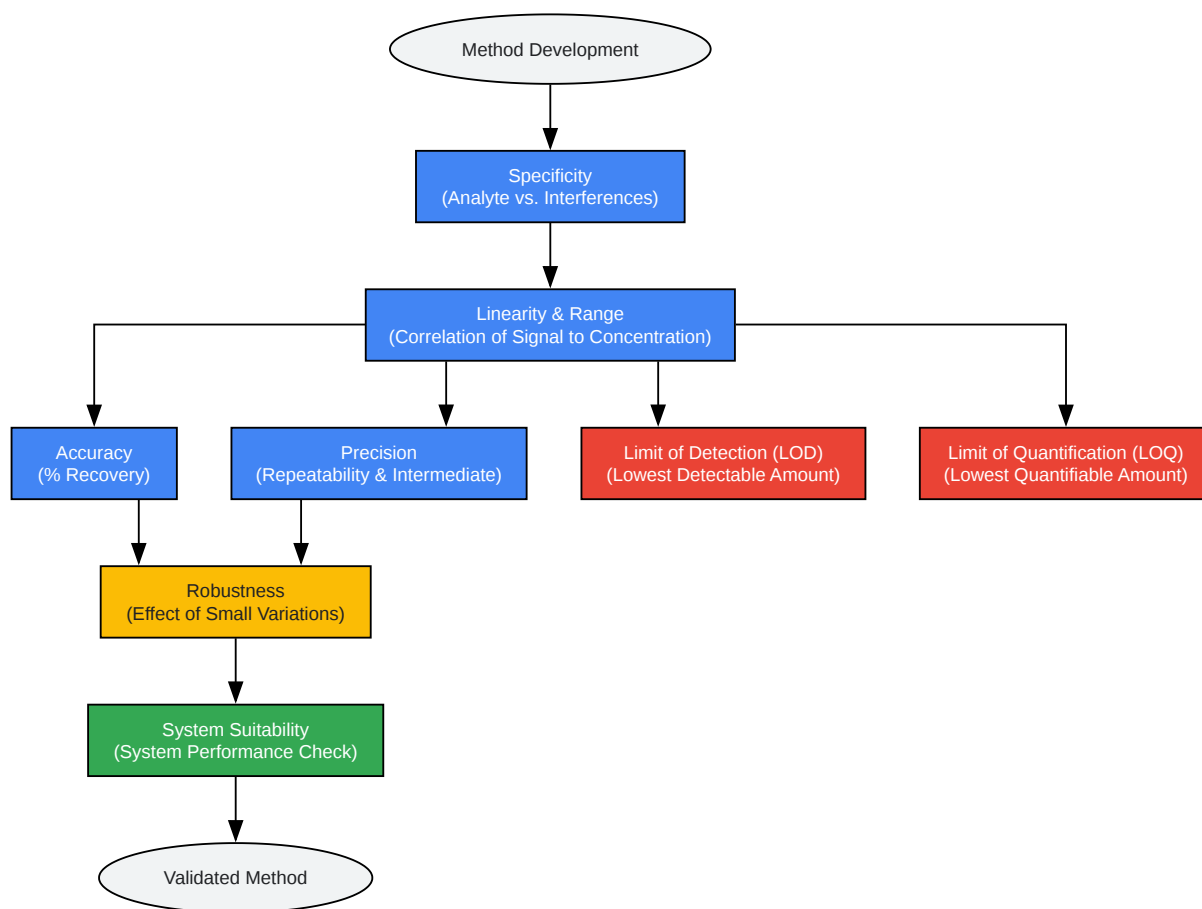 Method Development
Specificity
(Analyte vs. Interferences)
Linearity & Range
(Correlation of Signal to Concentration)
Accuracy
(% Recovery)
Precision
(Repeatability & Intermediate)
Limit of Detection (LOD)
(Lowest Detectable Amount)
Limit of Quantification (LOQ)
(Lowest Quantifiable Amount)
Robustness
(Effect of Small Variations)
System Suitability
(System Performance Check)
Validated Method